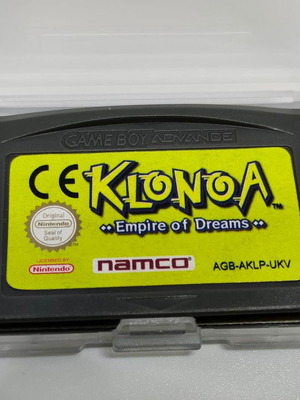 GAME BOY ADVANCE
CE KLONOA™
•• Empire of Dreams ••
Original
Nintendo
Seal of
Quality
LICENSED BY
Nintendo
namco
AGB-AKLP-UKV